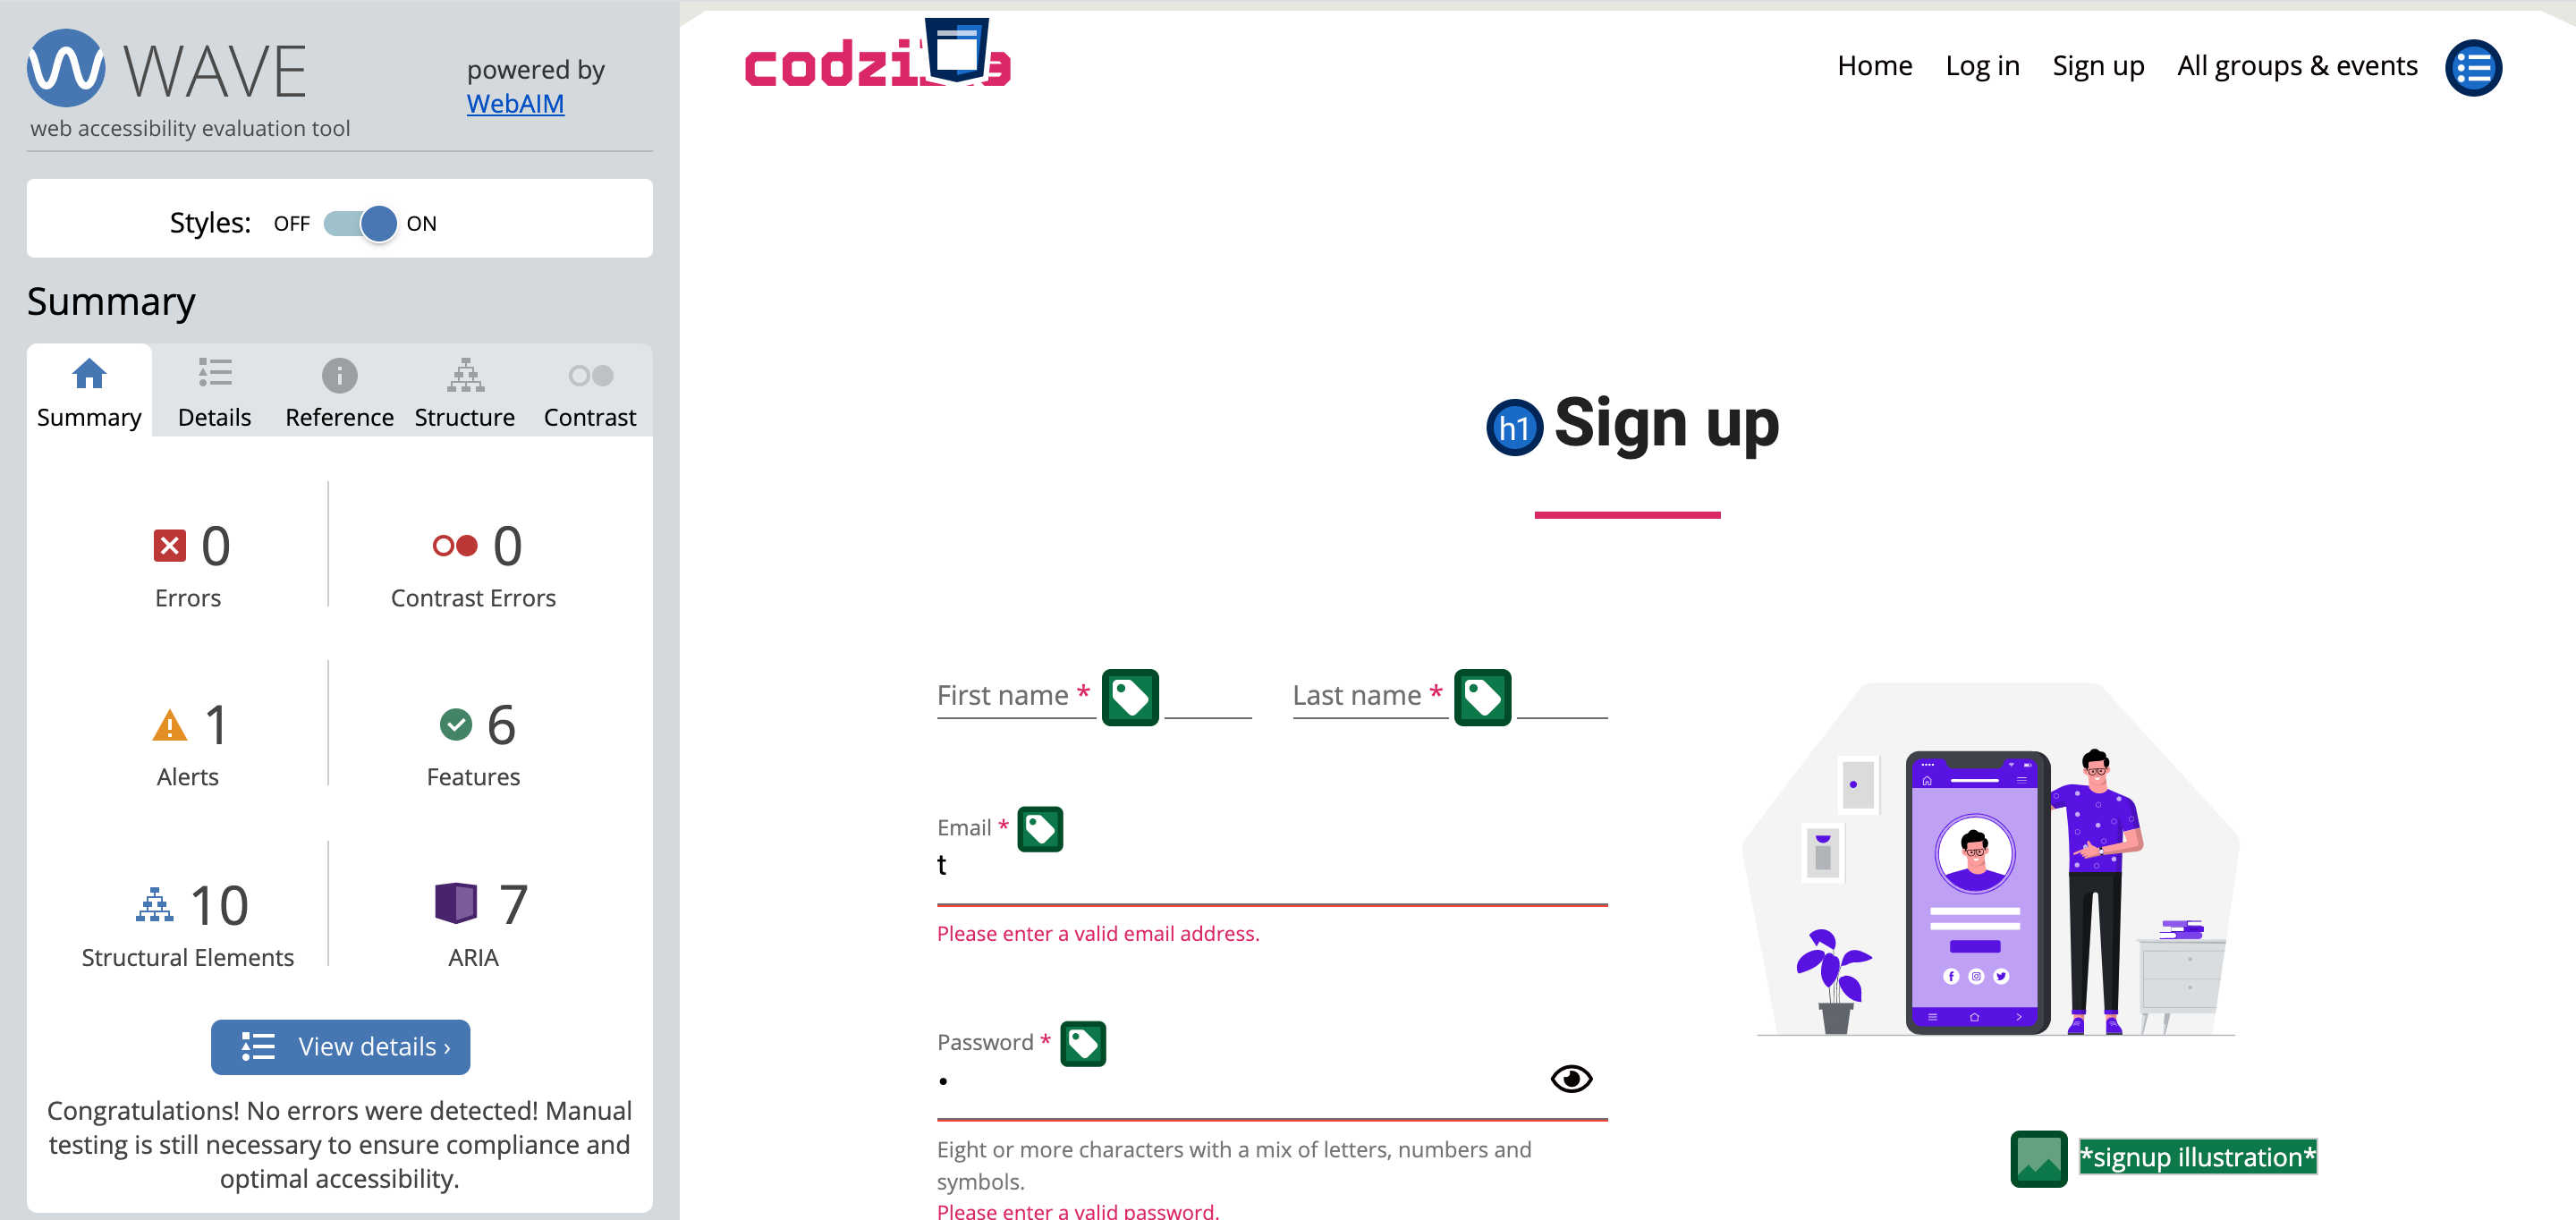 WAVE
powered by
WebAIM
web accessibility evaluation tool
Styles: OFF ON
Summary
Summary Details Reference Structure Contrast
0 0
Errors Contrast Errors
1 6
Alerts Features
10 7
Structural Elements ARIA
View details ›
Congratulations! No errors were detected! Manual
testing is still necessary to ensure compliance and
optimal accessibility.
Home Log in Sign up All groups & events
h1 Sign up
First name * Last name *
Email *
t
Please enter a valid email address.
Password *
•
Eight or more characters with a mix of letters, numbers and
symbols.
Please enter a valid password.
*signup illustration*